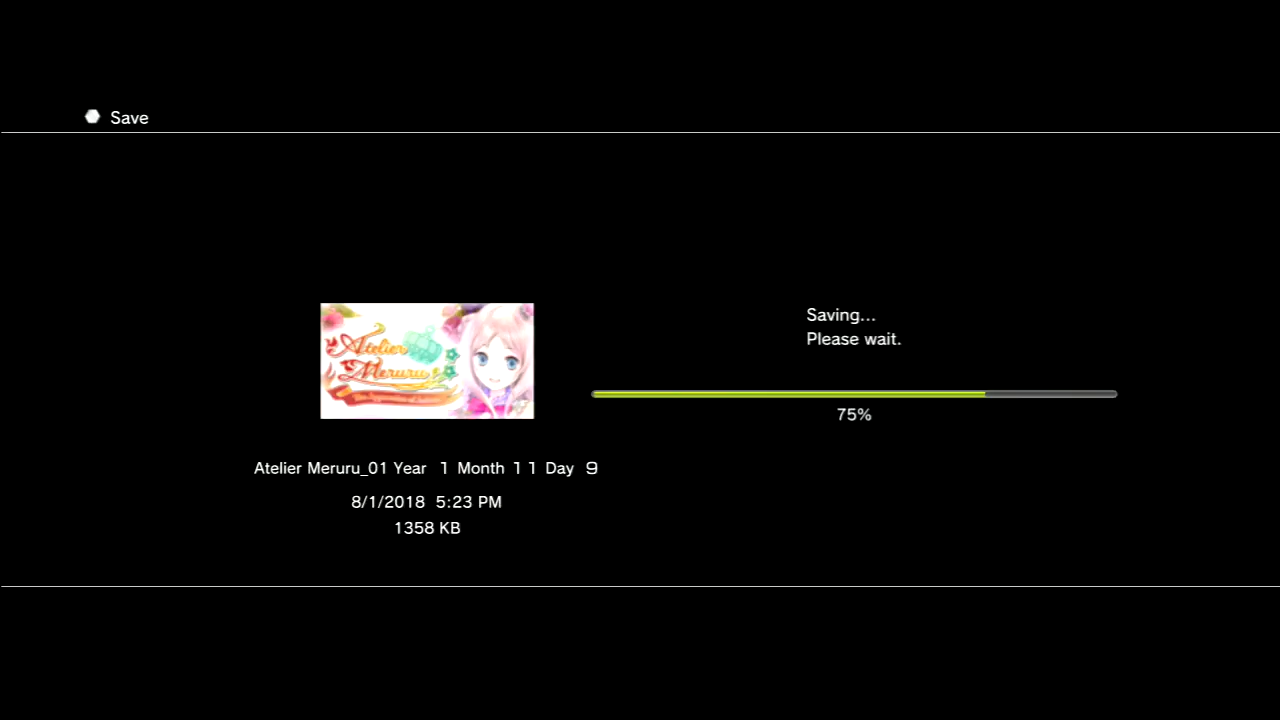 Save
Atelier
Meruru
Saving...
Please wait.
75%
Atelier Meruru_01 Year 1 Month 11 Day 9
8/1/2018 5:23 PM
1358 KB